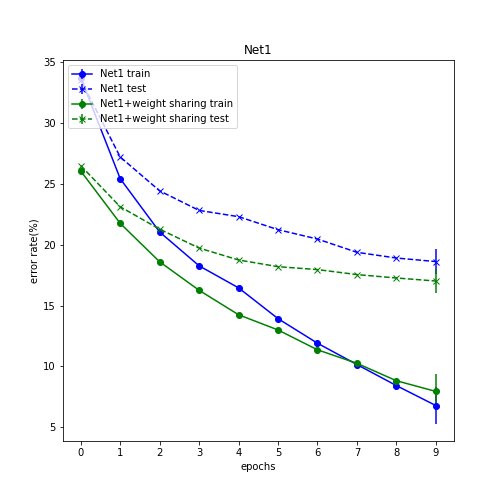 Net1
Net1 train
Net1 test
Net1+weight sharing train
Net1+weight sharing test
error rate(%)
35
30
25
20
15
10
5
0 1 2 3 4 5 6 7 8 9
epochs